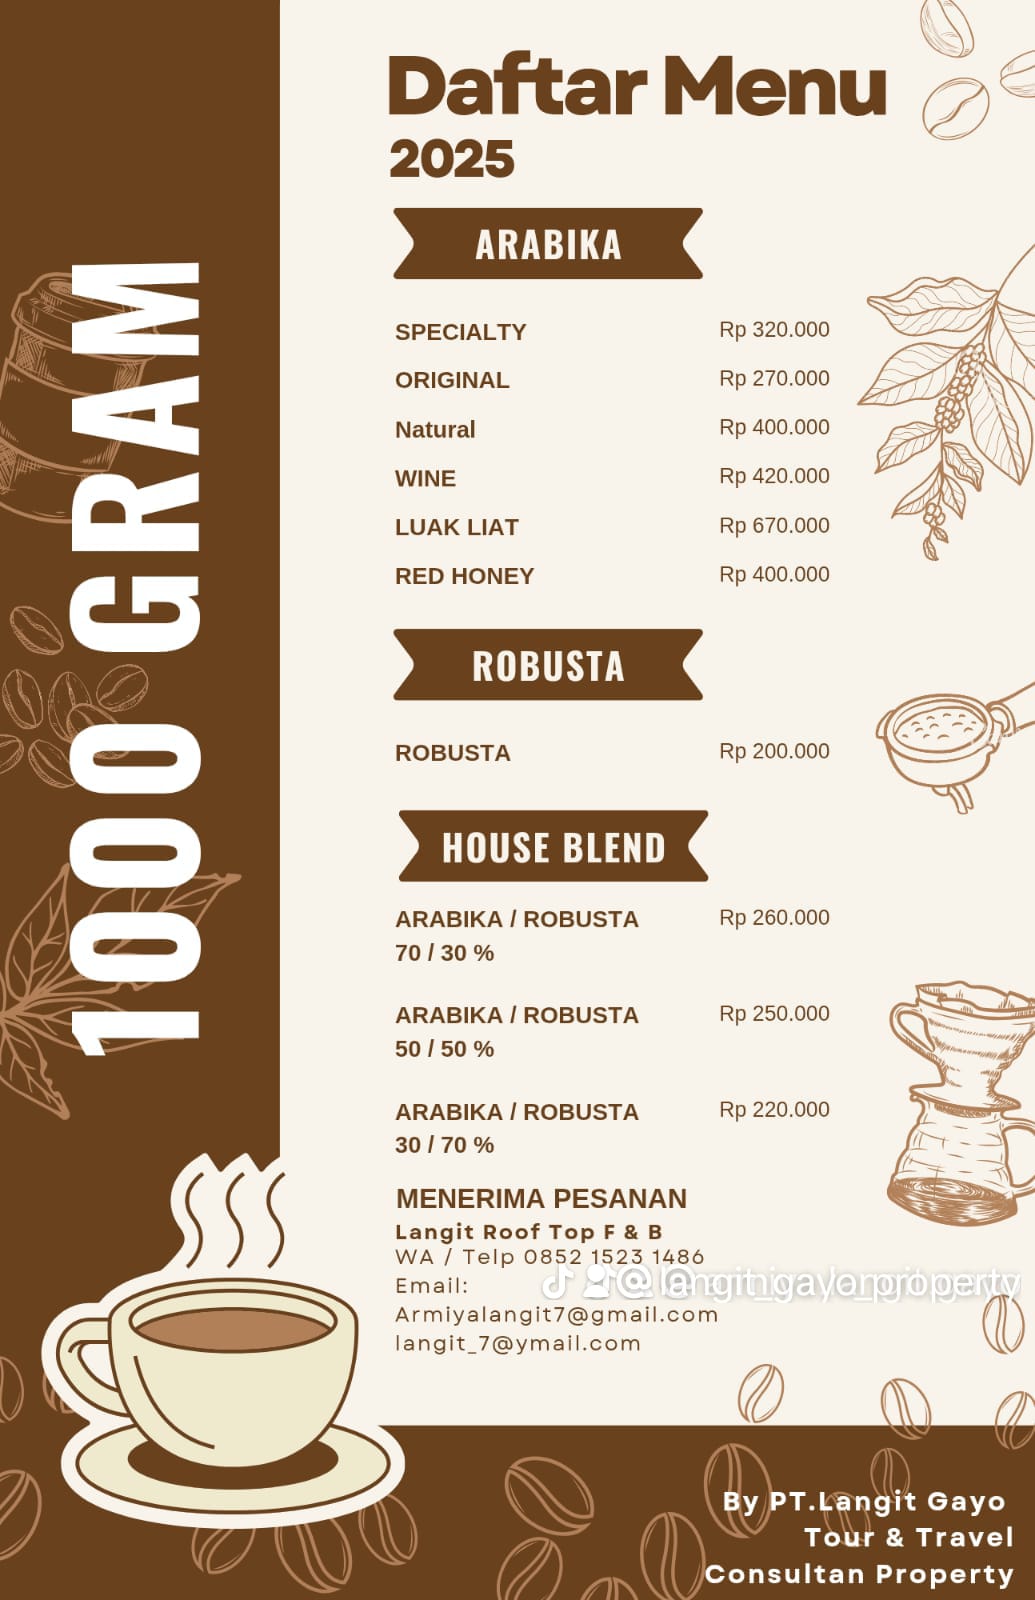 Daftar Menu
2025
1000 GRAM
ARABIKA
SPECIALTY Rp 320.000
ORIGINAL Rp 270.000
Natural Rp 400.000
WINE Rp 420.000
LUAK LIAT Rp 670.000
RED HONEY Rp 400.000
ROBUSTA
ROBUSTA Rp 200.000
HOUSE BLEND
ARABIKA / ROBUSTA Rp 260.000
70 / 30 %
ARABIKA / ROBUSTA Rp 250.000
50 / 50 %
ARABIKA / ROBUSTA Rp 220.000
30 / 70 %
MENERIMA PESANAN
Langit Roof Top F & B
WA / Telp 0852 1523 1486
Email:
Armiyalangit7@gmail.com
langit_7@ymail.com
By PT.Langit Gayo
Tour & Travel
Consultan Property